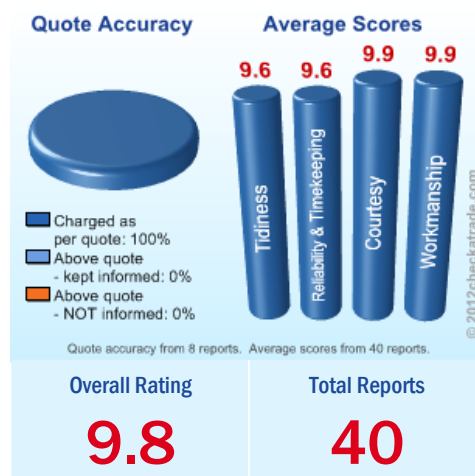 Quote Accuracy
Charged as
per quote: 100%
Above quote
- kept informed: 0%
Above quote
- NOT informed: 0%
Average Scores
9.6 9.6 9.9 9.9
Tidiness
Reliability & Timekeeping
Courtesy
Workmanship
© 2012checkatrade.com
Quote accuracy from 8 reports. Average scores from 40 reports.
Overall Rating
9.8
Total Reports
40